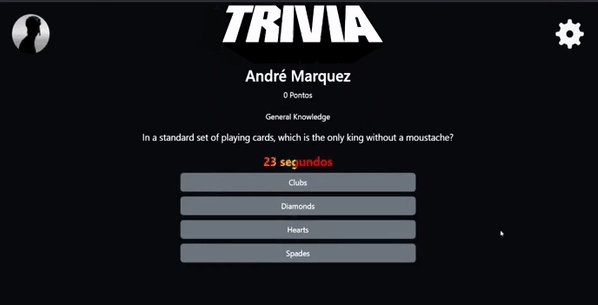 TRIVIA
André Marquez
0 Pontos
General Knowledge
In a standard set of playing cards, which is the only king without a moustache?
23 segundos
Clubs
Diamonds
Hearts
Spades